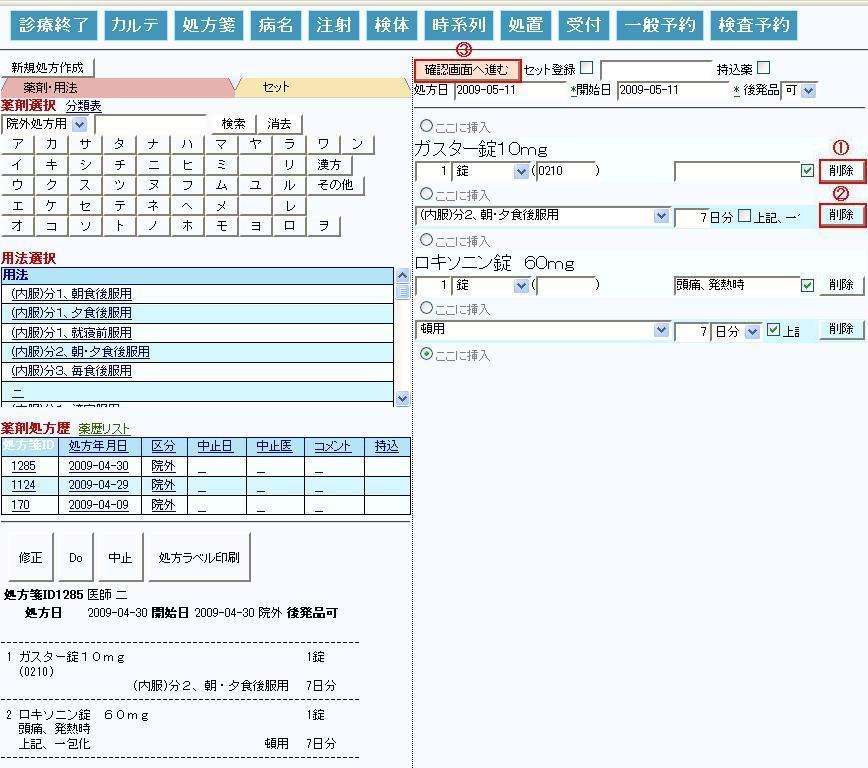 診療終了 カルテ 処方箋 病名 注射 検体 時系列 処置 受付 一般予約 検査予約
新規処方作成
薬剤・用法 セット
薬剤選択 分類表
院外処方用 検索 消去
ア カ サ タ ナ ハ マ ヤ ラ ワ ン
イ キ シ チ ニ ヒ ミ リ 漢方
ウ ク ス ツ ヌ フ ム ユ ル その他
エ ケ セ テ ネ ヘ メ レ
オ コ ソ ト ノ ホ モ ヨ ロ ヲ
用法選択
用法
(内服)分1、朝食後服用
(内服)分1、夕食後服用
(内服)分1、就寝前服用
(内服)分2、朝・夕食後服用
(内服)分3、毎食後服用
二
薬剤処方歴 薬歴リスト
処方箋ID 処方年月日 区分 中止日 中止医 コメント 持込
1285 2009-04-30 院外 _ _ _
1124 2009-04-29 院外 _ _ _
170 2009-04-09 院外 _ _ _
修正 Do 中止 処方ラベル印刷
処方箋ID1285 医師 二
処方日 2009-04-30 開始日 2009-04-30 院外 後発品可
1 ガスター錠10mg 1錠
(0210)
(内服)分2、朝・夕食後服用 7日分
2 ロキソニン錠 60mg 1錠
頭痛、発熱時
上記、一包化 頓用 7日分
③
確認画面へ進む セット登録 持込薬
処方日 2009-05-11 *開始日 2009-05-11 * 後発品 可
ここに挿入
ガスター錠10mg ①
1 錠 (0210 ) 削除
ここに挿入 ②
(内服)分2、朝・夕食後服用 7 日分 上記、一 削除
ここに挿入
ロキソニン錠 60mg
1 錠 ( ) 頭痛、発熱時 削除
ここに挿入
頓用 7 日分 上 削除
ここに挿入